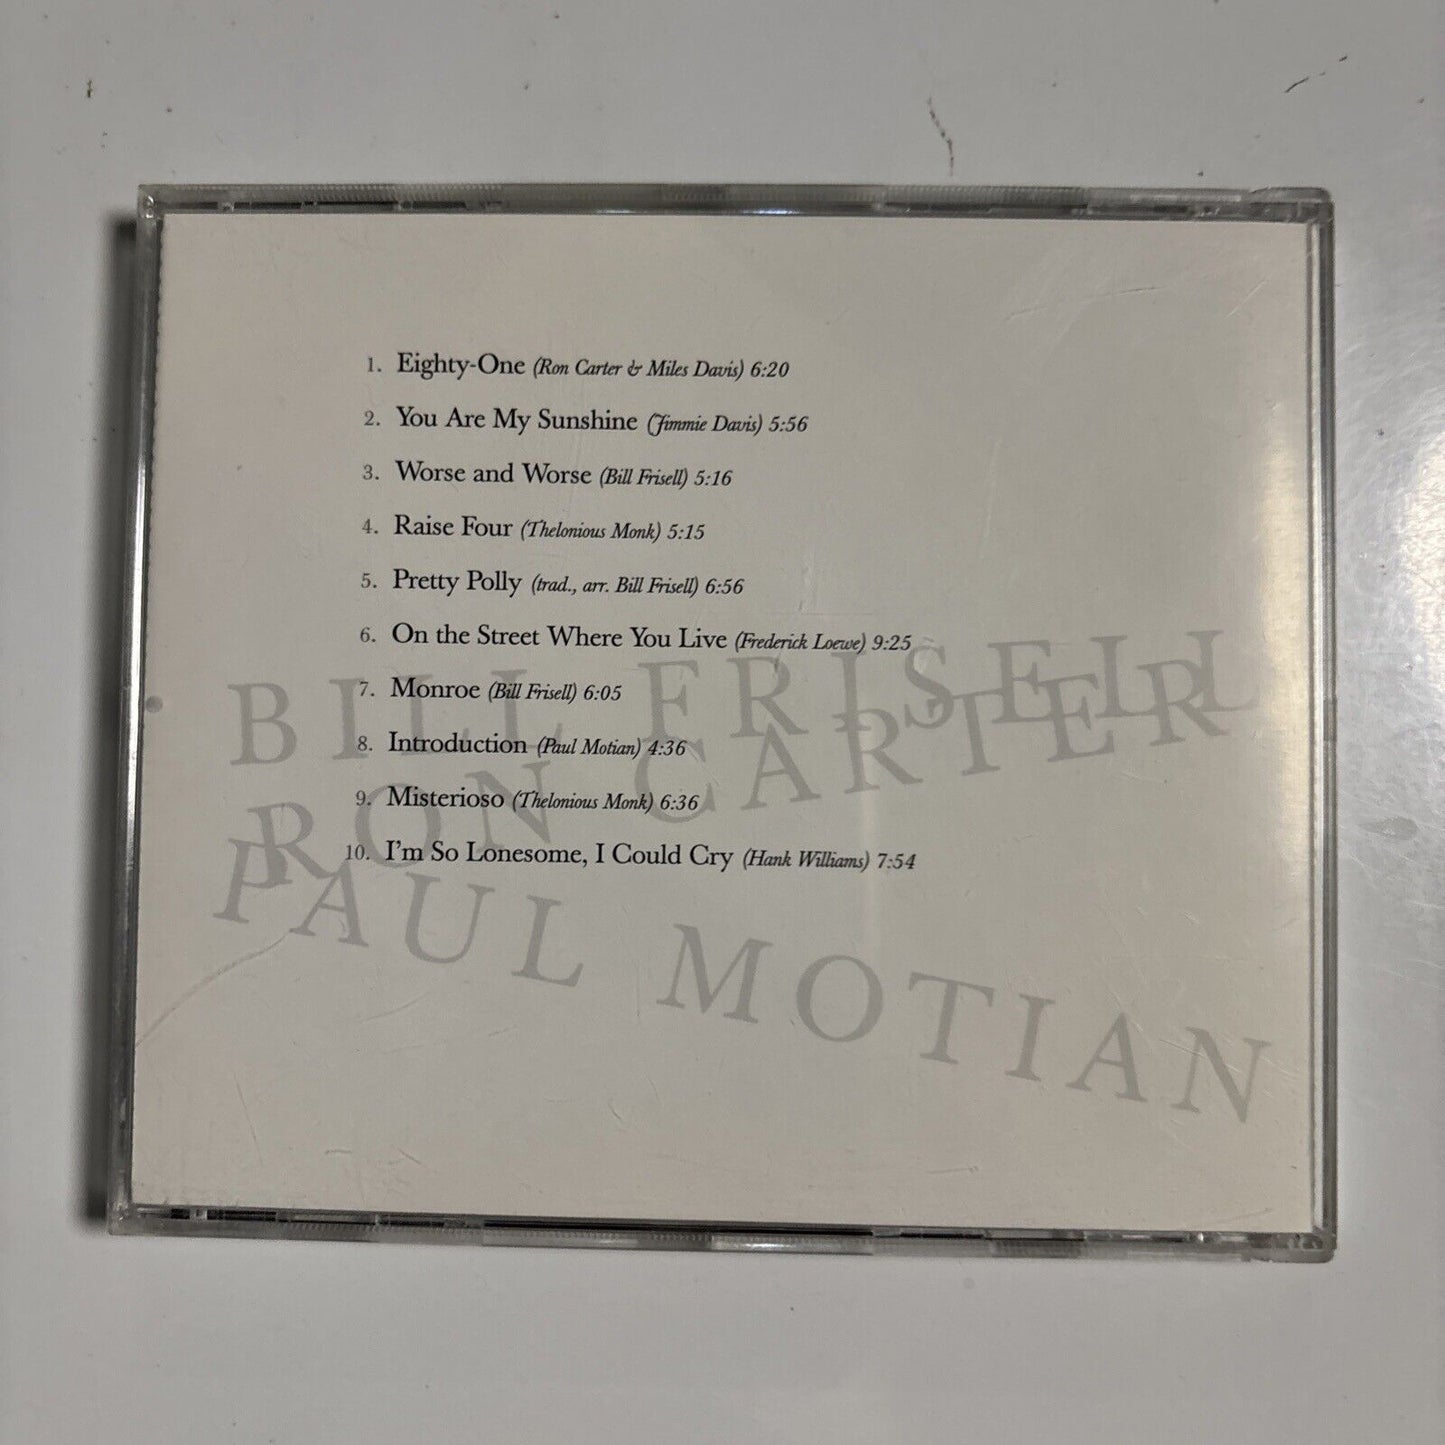 1. Eighty-One (Ron Carter & Miles Davis) 6:20
2. You Are My Sunshine (Jimmie Davis) 5:56
3. Worse and Worse (Bill Frisell) 5:16
4. Raise Four (Thelonious Monk) 5:15
5. Pretty Polly (trad., arr. Bill Frisell) 6:56
6. On the Street Where You Live (Frederick Loewe) 9:25
7. Monroe (Bill Frisell) 6:05
8. Introduction (Paul Motian) 4:36
9. Misterioso (Thelonious Monk) 6:36
10. I'm So Lonesome, I Could Cry (Hank Williams) 7:54
BILL FRISELL
RON CARTER
PAUL MOTIAN